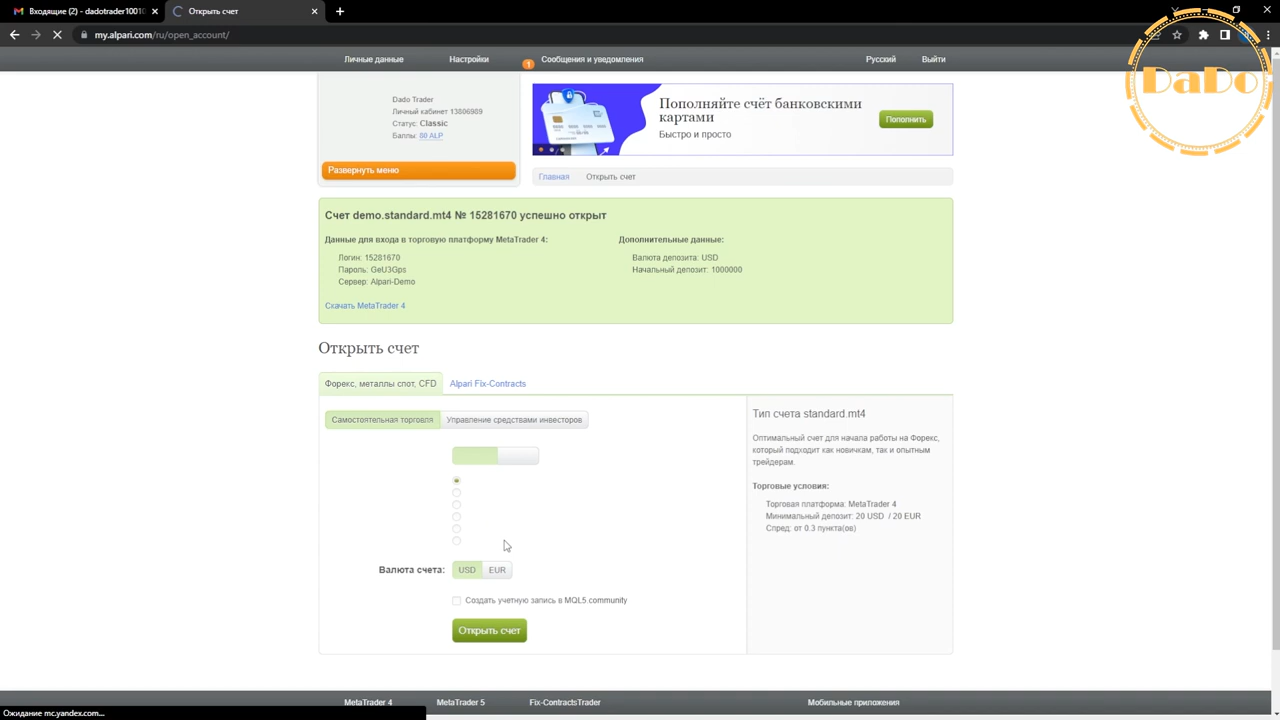 Входящие (2) - dadotrader10010
Открыть счет
my.alpari.com/ru/open_account/
Личные данные
Настройки
1
Сообщения и уведомления
Русский
Выйти
DaDo
Dado Trader
Личный кабинет 13806989
Статус: Classic
Баллы: 80 ALP
Развернуть меню
Пополняйте счёт банковскими
картами
Быстро и просто
Пополнить
Главная
Открыть счет
Счет demo.standard.mt4 № 15281670 успешно открыт
Данные для входа в торговую платформу MetaTrader 4:
Логин: 15281670
Пароль: GeU3Gps
Сервер: Alpari-Demo
Скачать MetaTrader 4
Дополнительные данные:
Валюта депозита: USD
Начальный депозит: 1000000
Открыть счет
Форекс, металлы спот, CFD
Alpari Fix-Contracts
Самостоятельная торговля
Управление средствами инвесторов
Валюта счета:
USD
EUR
Создать учетную запись в MQL5.community
Открыть счет
Тип счета standard.mt4
Оптимальный счет для начала работы на Форекс,
который подходит как новичкам, так и опытным
трейдерам.
Торговые условия:
Торговая платформа: MetaTrader 4
Минимальный депозит: 20 USD / 20 EUR
Спред: от 0.3 пункта(ов)
MetaTrader 4
MetaTrader 5
Fix-ContractsTrader
Мобильные приложения
Ожидание mc.yandex.com...